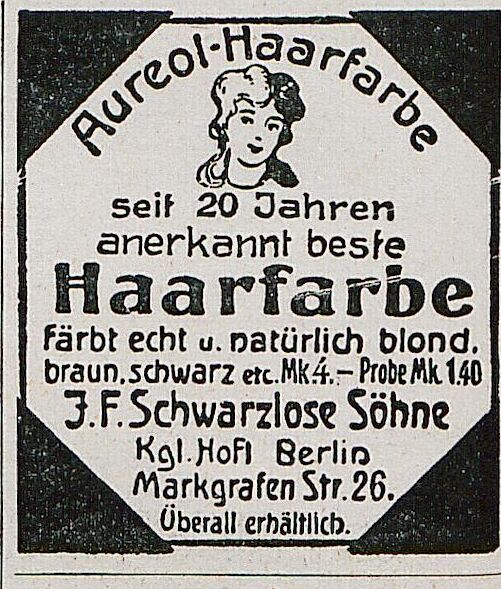 Aureol-Haarfarbe
seit 20 Jahren
anerkannt beste
Haarfarbe
färbt echt u. natürlich blond,
braun, schwarz etc. Mk.4.– Probe Mk. 1.40
J.F. Schwarzlose Söhne
Kgl. Hofl Berlin
Markgrafen Str. 26.
Überall erhältlich.